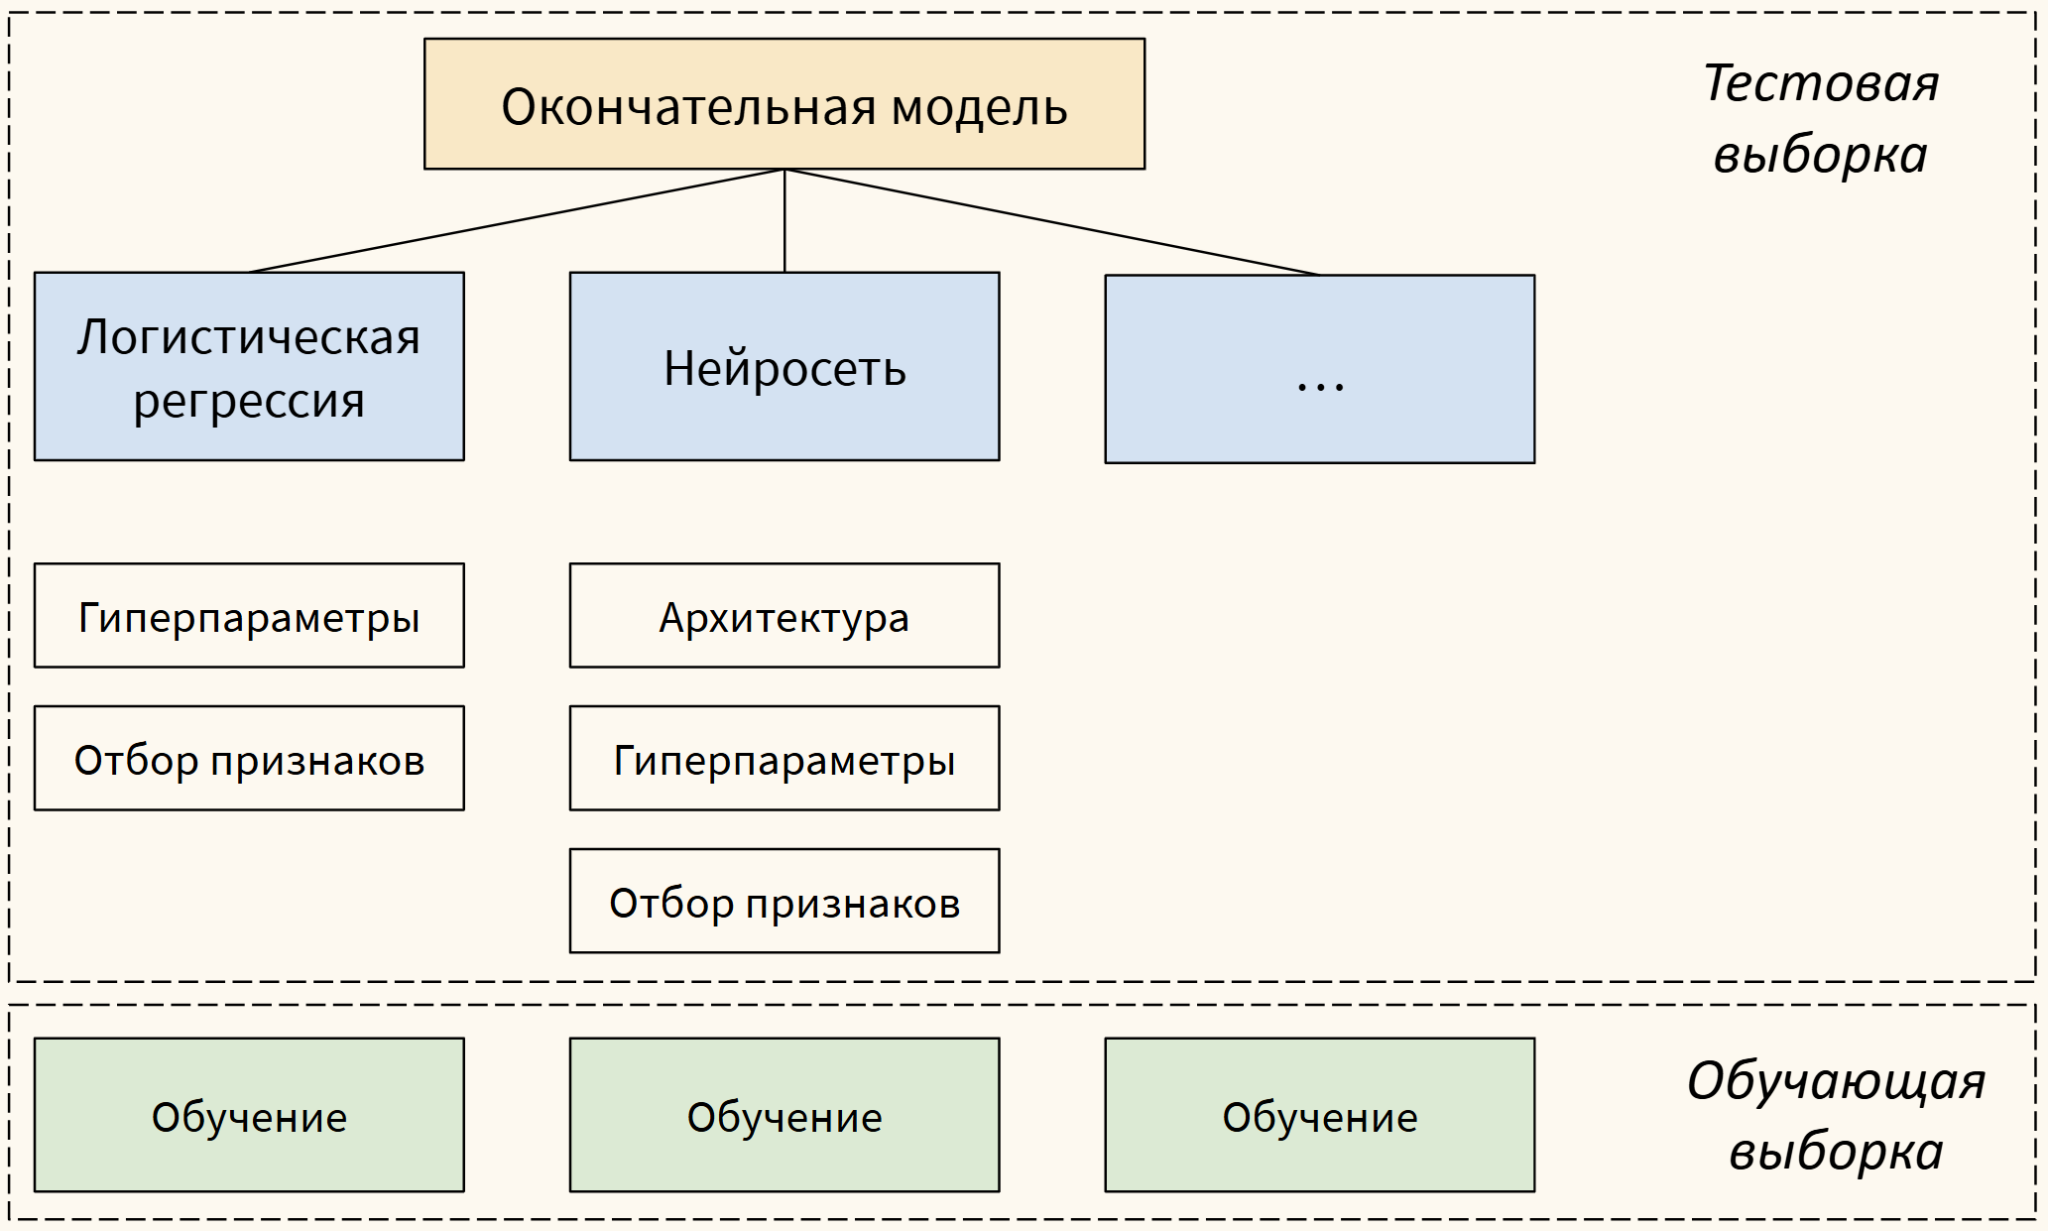 Окончательная модель
Тестовая
выборка
Логистическая
регрессия
Нейросеть
...
Гиперпараметры
Архитектура
Отбор признаков
Гиперпараметры
Отбор признаков
Обучение
Обучение
Обучение
Обучающая
выборка